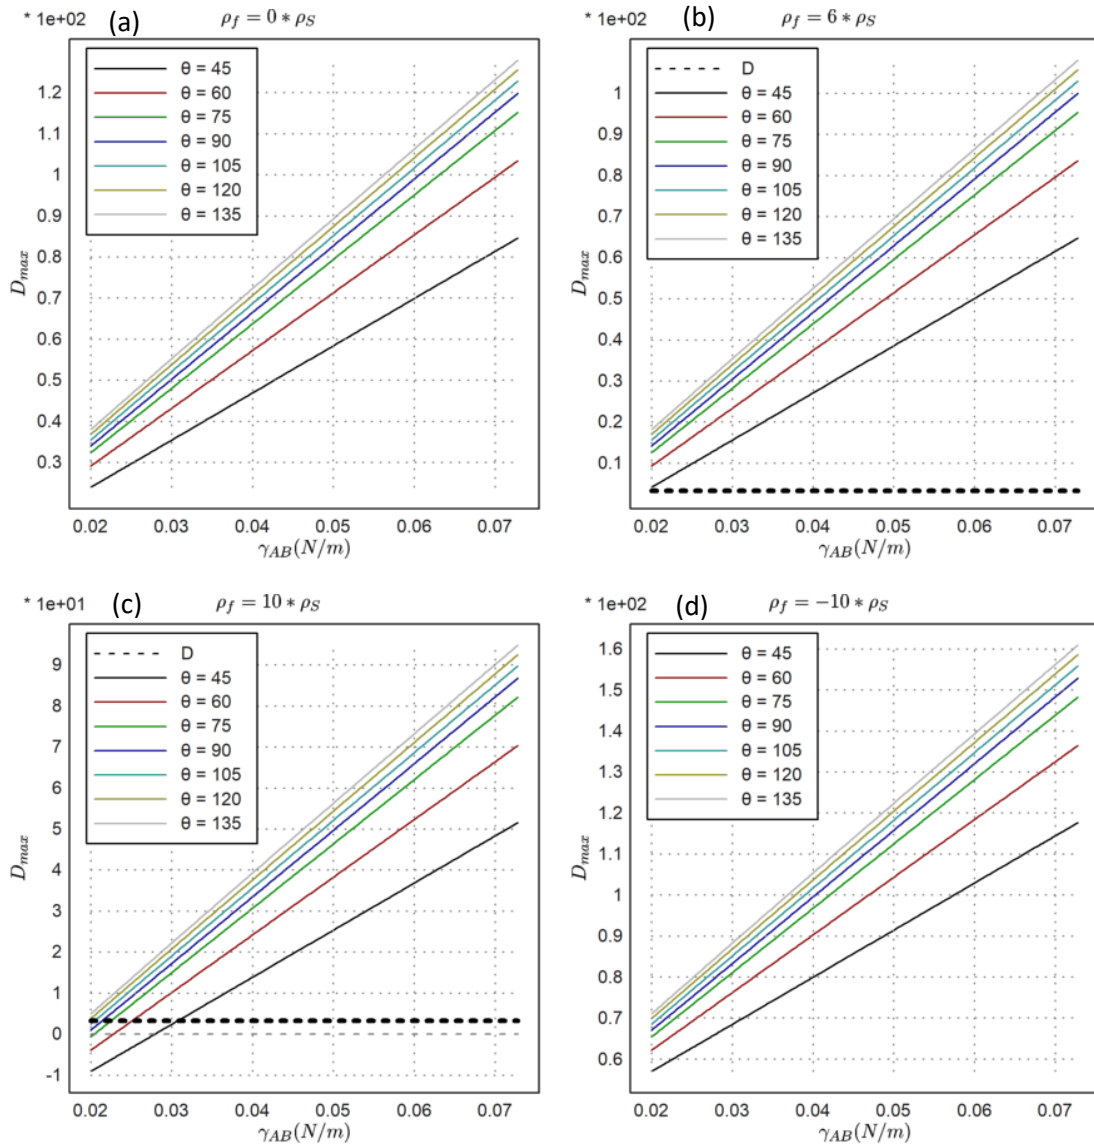 * 1e+02
(a)
ρ_f = 0 * ρ_S
θ = 45
θ = 60
θ = 75
θ = 90
θ = 105
θ = 120
θ = 135
1.2
1.1
1
0.9
0.8
0.7
0.6
0.5
0.4
0.3
D_max
0.02 0.03 0.04 0.05 0.06 0.07
γ_AB(N/m)
* 1e+02
(b)
ρ_f = 6 * ρ_S
D
θ = 45
θ = 60
θ = 75
θ = 90
θ = 105
θ = 120
θ = 135
1
0.9
0.8
0.7
0.6
0.5
0.4
0.3
0.2
0.1
D_max
0.02 0.03 0.04 0.05 0.06 0.07
γ_AB(N/m)
* 1e+01
(c)
ρ_f = 10 * ρ_S
D
θ = 45
θ = 60
θ = 75
θ = 90
θ = 105
θ = 120
θ = 135
9
8
7
6
5
4
3
2
1
0
-1
D_max
0.02 0.03 0.04 0.05 0.06 0.07
γ_AB(N/m)
* 1e+02
(d)
ρ_f = −10 * ρ_S
θ = 45
θ = 60
θ = 75
θ = 90
θ = 105
θ = 120
θ = 135
1.6
1.5
1.4
1.3
1.2
1.1
1
0.9
0.8
0.7
0.6
D_max
0.02 0.03 0.04 0.05 0.06 0.07
γ_AB(N/m)